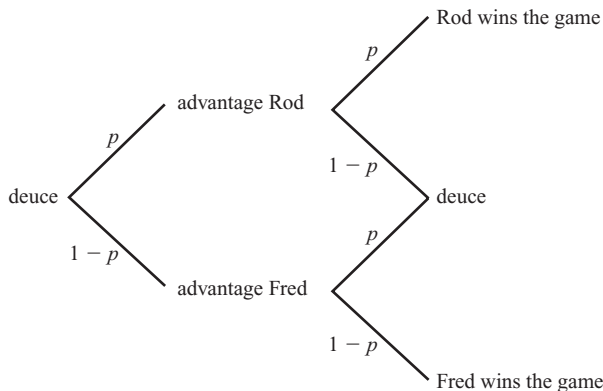 Rod wins the game
p
advantage Rod
p
1 − p
deuce
deuce
1 − p
p
advantage Fred
1 − p
Fred wins the game